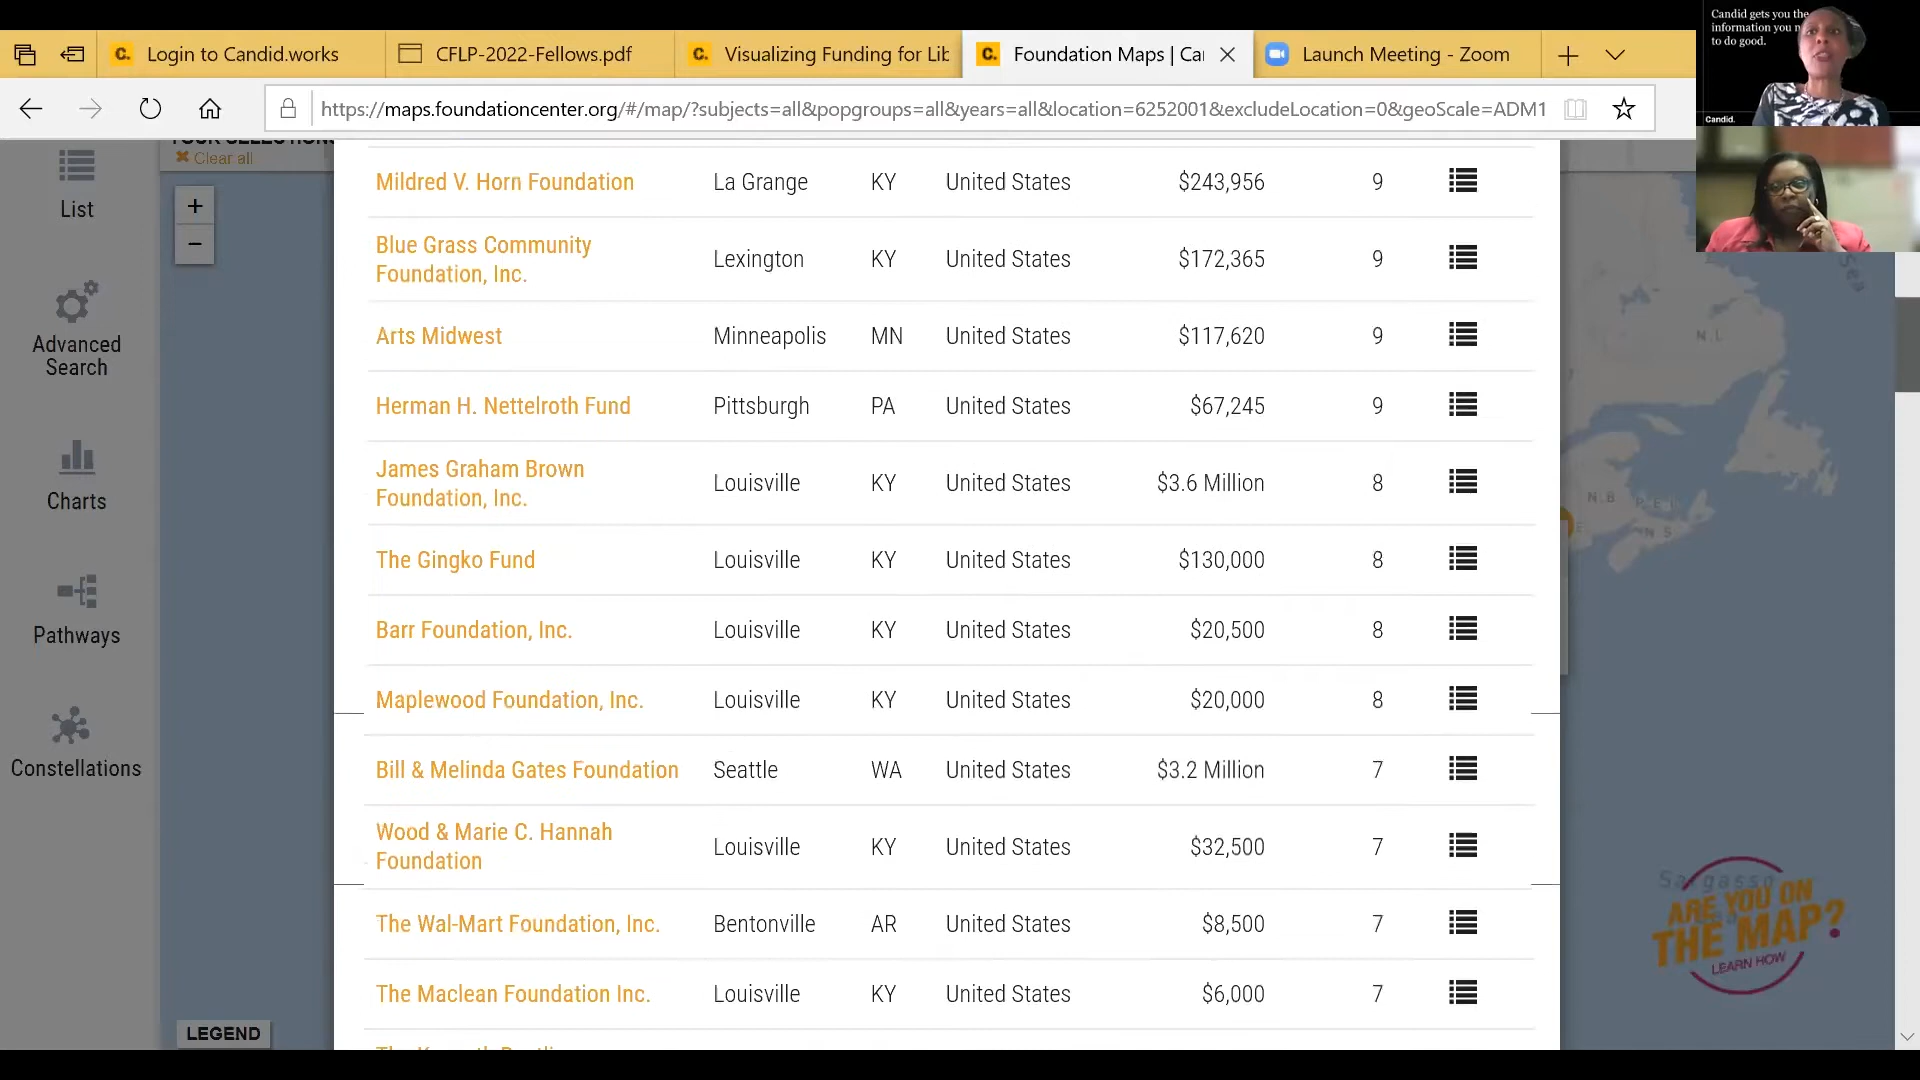 Candid gets you the
information you n
to do good.
Candid.
Login to Candid.works
CFLP-2022-Fellows.pdf
Visualizing Funding for Lib
Foundation Maps | Ca
Launch Meeting - Zoom
https://maps.foundationcenter.org/#/map/?subjects=all&popgroups=all&years=all&location=6252001&excludeLocation=0&geoScale=ADM1
Clear all
+
−
List
Advanced
Search
Charts
Pathways
Constellations
LEGEND
Mildred V. Horn Foundation La Grange KY United States $243,956 9
Blue Grass Community
Foundation, Inc. Lexington KY United States $172,365 9
Arts Midwest Minneapolis MN United States $117,620 9
Herman H. Nettelroth Fund Pittsburgh PA United States $67,245 9
James Graham Brown
Foundation, Inc. Louisville KY United States $3.6 Million 8
The Gingko Fund Louisville KY United States $130,000 8
Barr Foundation, Inc. Louisville KY United States $20,500 8
Maplewood Foundation, Inc. Louisville KY United States $20,000 8
Bill & Melinda Gates Foundation Seattle WA United States $3.2 Million 7
Wood & Marie C. Hannah
Foundation Louisville KY United States $32,500 7
The Wal-Mart Foundation, Inc. Bentonville AR United States $8,500 7
The Maclean Foundation Inc. Louisville KY United States $6,000 7
Sea
N.L.
N.B.
P.E.I.
N.S.
ARE YOU ON
THE MAP?
LEARN HOW